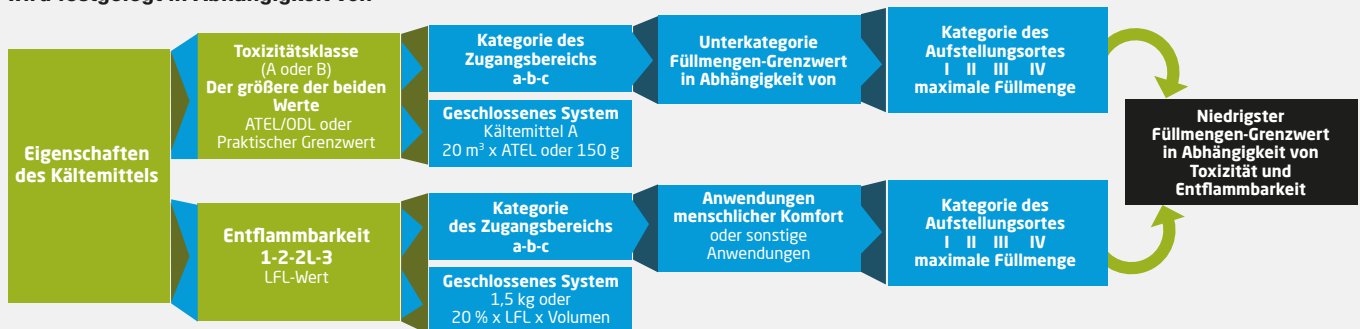 Eigenschaften
des Kältemittels
Toxizitätsklasse
(A oder B)
Der größere der beiden
Werte
ATEL/ODL oder
Praktischer Grenzwert
Kategorie des
Zugangsbereichs
a-b-c
Geschlossenes System
Kältemittel A
20 m³ x ATEL oder 150 g
Unterkategorie
Füllmengen-Grenzwert
in Abhängigkeit von
Kategorie des
Aufstellungsortes
I II III IV
maximale Füllmenge
Entflammbarkeit
1-2-2L-3
LFL-Wert
Kategorie
des Zugangsbereichs
a-b-c
Geschlossenes System
1,5 kg oder
20 % x LFL x Volumen
Anwendungen
menschlicher Komfort
oder sonstige
Anwendungen
Kategorie des
Aufstellungsortes
I II III IV
maximale Füllmenge
Niedrigster
Füllmengen-Grenzwert
in Abhängigkeit von
Toxizität und
Entflammbarkeit